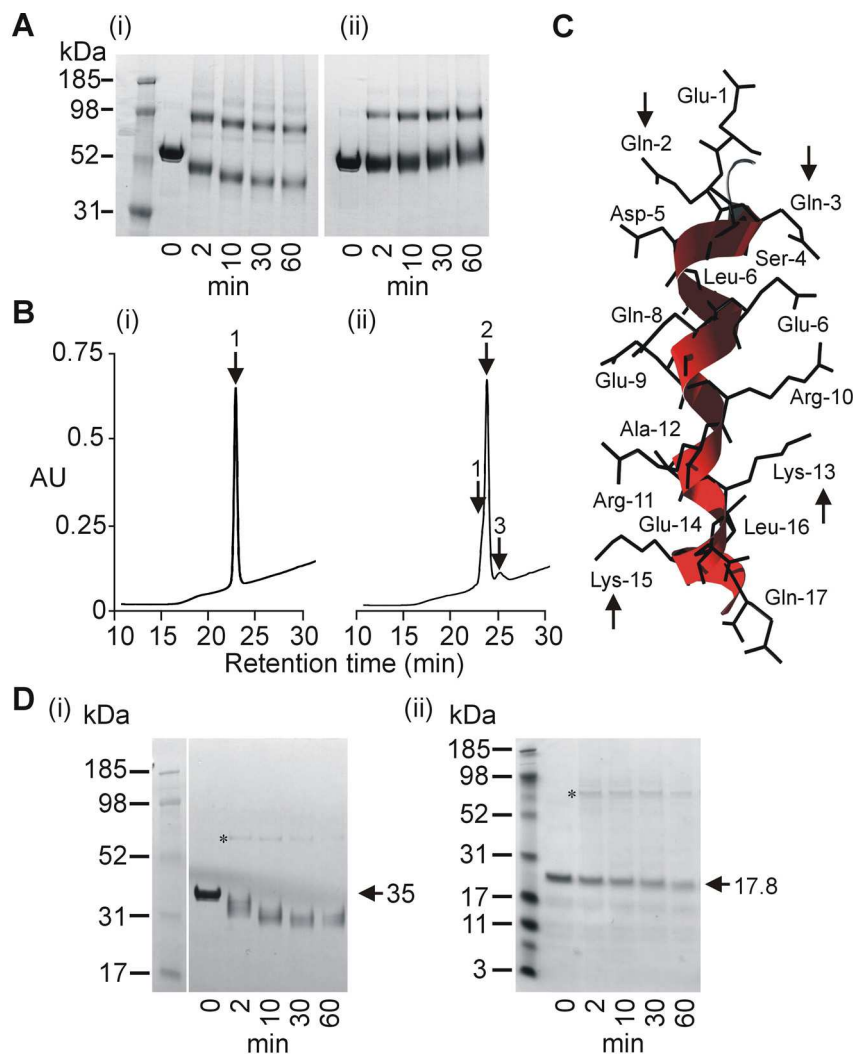 A (i) (ii)
kDa
185
98
52
31
0 2 10 30 60 0 2 10 30 60
min min
B (i) (ii)
0.75
0.5
AU
0.25
0
1
2
1
3
10 15 20 25 30 10 15 20 25 30
Retention time (min)
C
Glu-1
Gln-2
Gln-3
Asp-5
Ser-4
Leu-6
Gln-8
Glu-6
Glu-9
Arg-10
Ala-12
Lys-13
Arg-11
Glu-14
Leu-16
Lys-15
Gln-17
D (i) kDa (ii) kDa
185
98
52
31
17
*
35
0 2 10 30 60
min
185
98
52
31
17
11
3
*
17.8
0 2 10 30 60
min